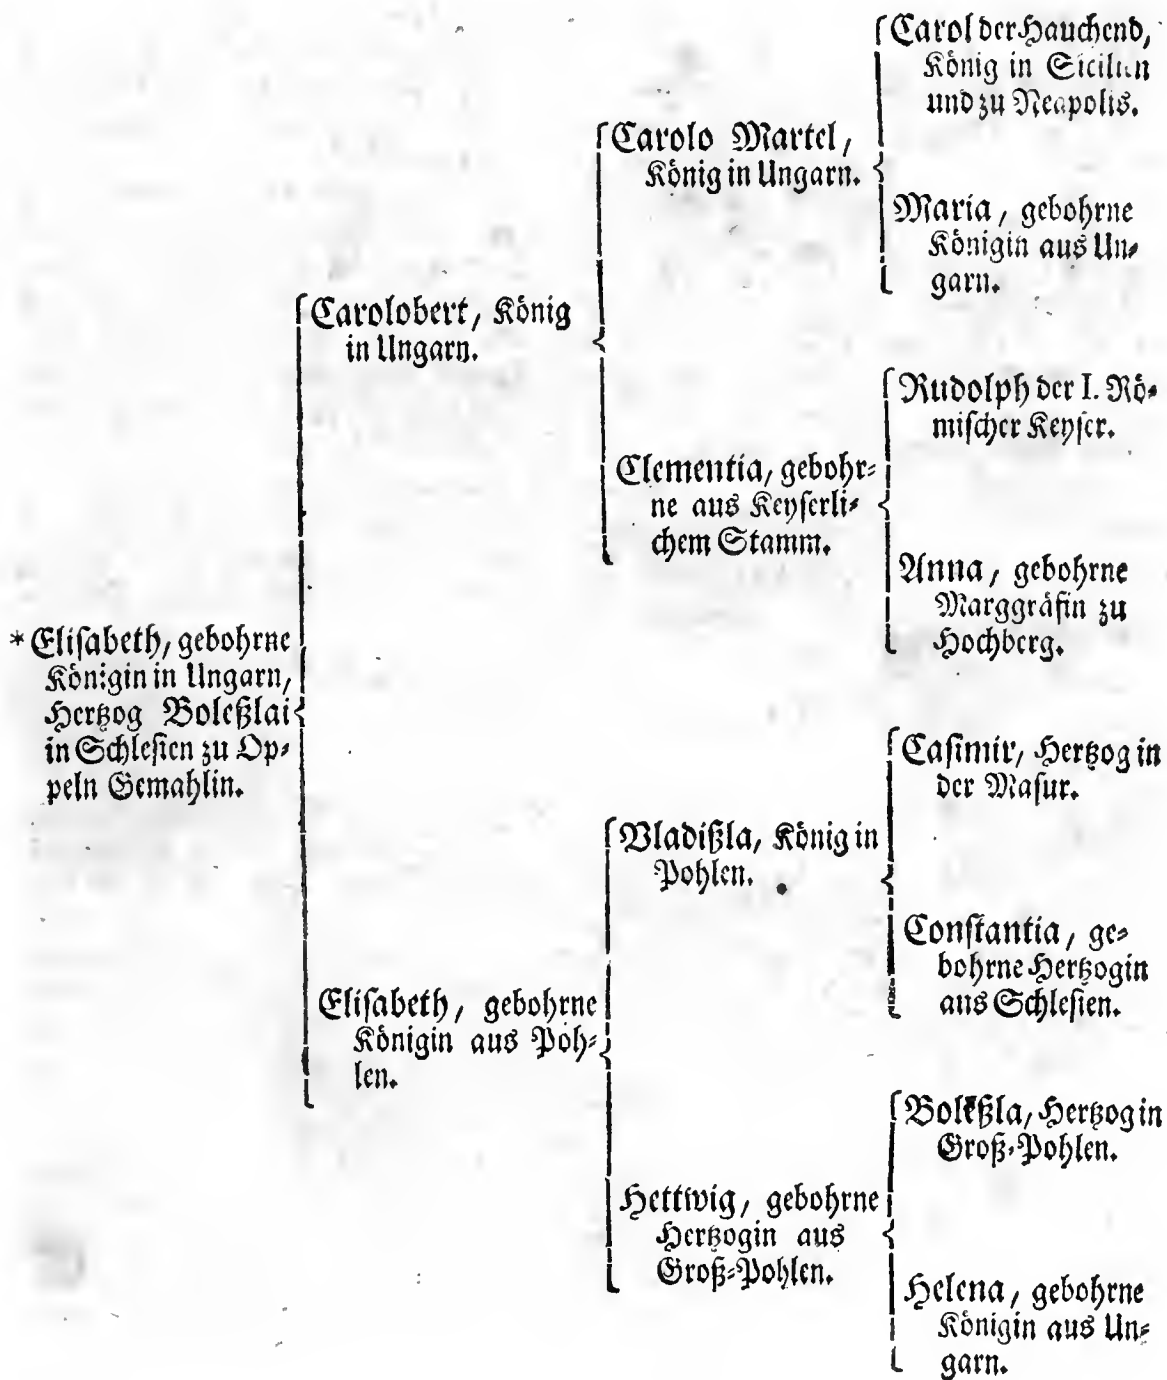 Carol der Hauchend,
König in Sicilien
und zu Neapolis.
Carolo Martel,
König in Ungarn.
Maria, gebohrne
Königin aus Un⸗
garn.
Carolobert, König
in Ungarn.
Rudolph der I. Rö⸗
mischer Keyser.
Clementia, gebohr⸗
ne aus Keyserli⸗
chem Stamm.
Anna, gebohrne
Marggräfin zu
Hochberg.
*Elisabeth, gebohrne
Königin in Ungarn,
Hertzog Boleßlai
in Schlesien zu Op⸗
peln Gemahlin.
Casimir, Hertzog in
der Masur.
Vladißla, König in
Pohlen.
Constantia, ge⸗
bohrne Hertzogin
aus Schlesien.
Elisabeth, gebohrne
Königin aus Poh⸗
len.
Boleßla, Hertzog in
Groß⸗Pohlen.
Hettwig, gebohrne
Hertzogin aus
Groß⸗Pohlen.
Helena, gebohrne
Königin aus Un⸗
garn.